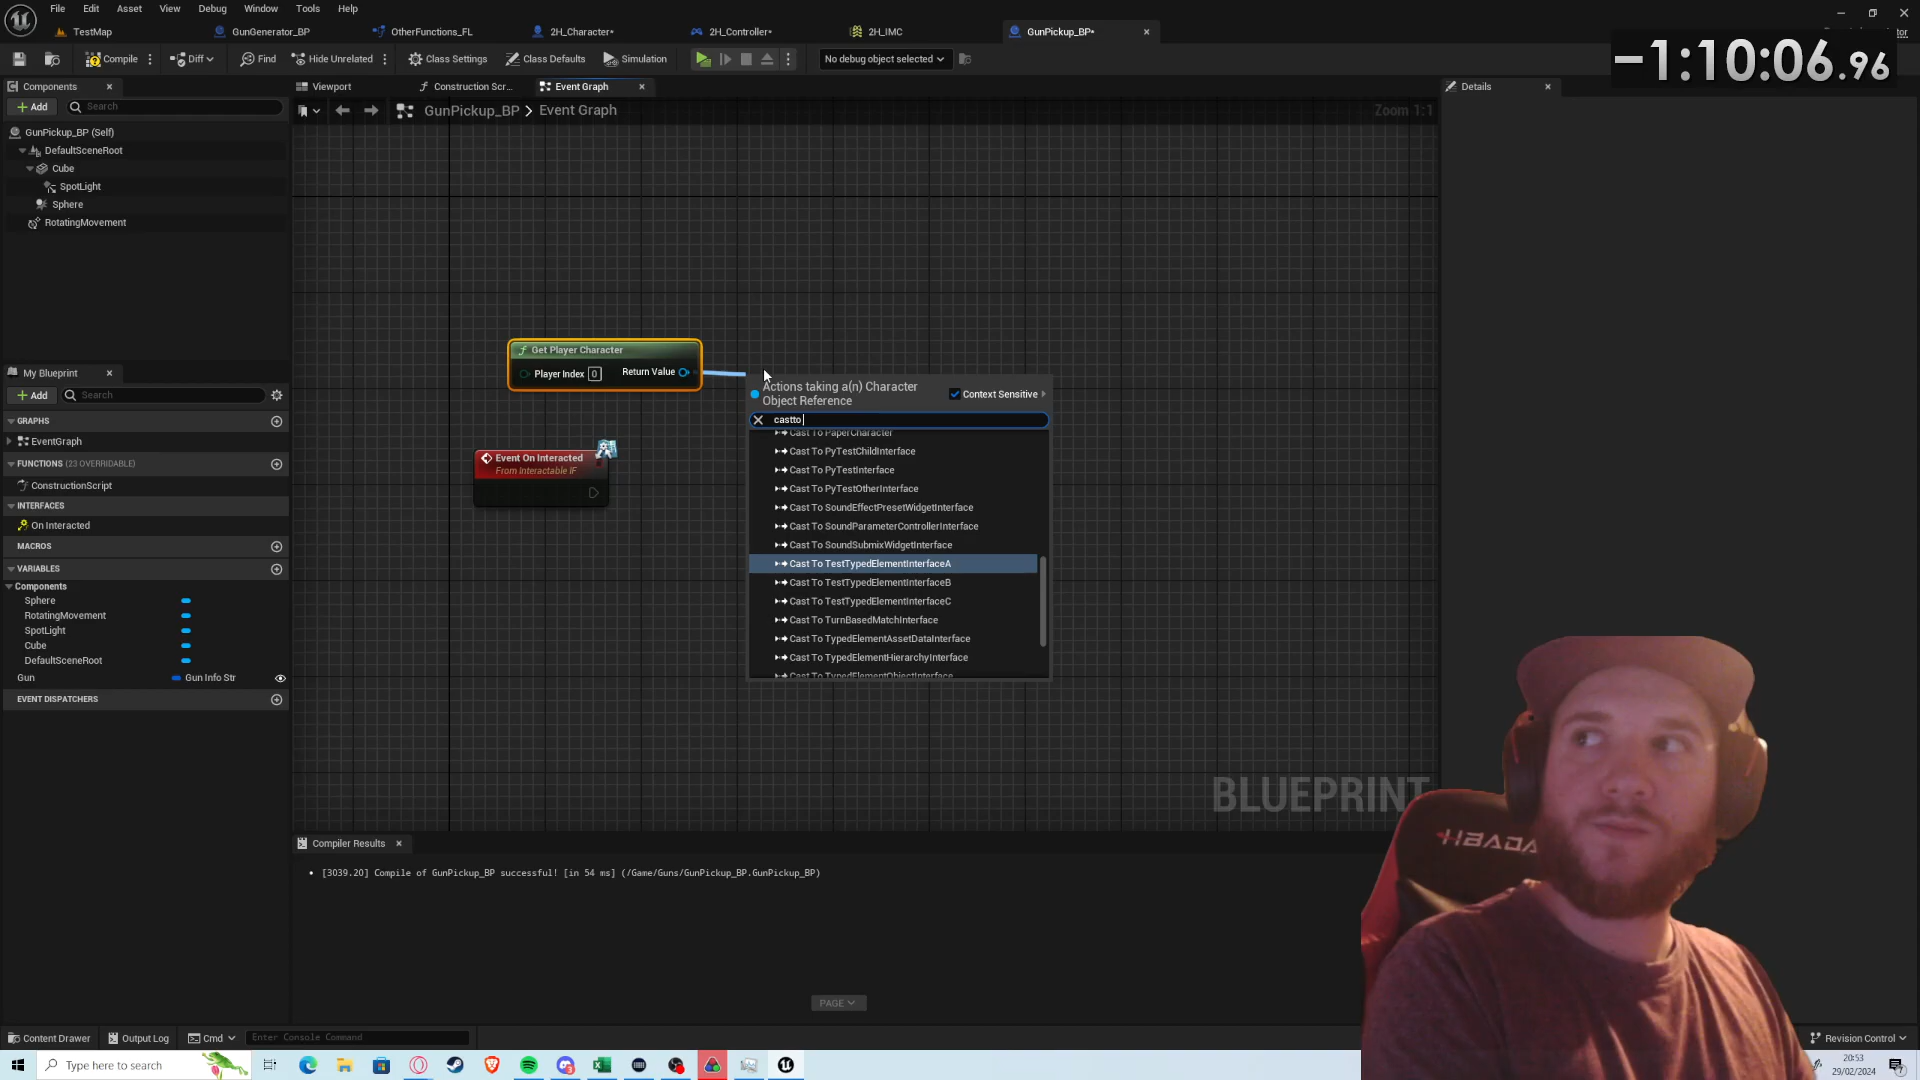 File Edit Asset View Debug Window Tools Help
TestMap GunGenerator_BP OtherFunctions_FL 2H_Character* 2H_Controller* 2H_IMC GunPickup_BP*
-1:10:06.96
Compile Diff Find Hide Unrelated Class Settings Class Defaults Simulation No debug object selected
Components
Viewport Construction Scr... Event Graph
Details
Add Search
GunPickup_BP > Event Graph
Zoom 1:1
GunPickup_BP (Self)
DefaultSceneRoot
Cube
SpotLight
Sphere
RotatingMovement
Get Player Character
Player Index 0 Return Value
Actions taking a(n) Character
Object Reference
Context Sensitive
castto
Cast To PaperCharacter
Cast To PyTestChildInterface
Cast To PyTestInterface
Cast To PyTestOtherInterface
Cast To SoundEffectPresetWidgetInterface
Cast To SoundParameterControllerInterface
Cast To SoundSubmixWidgetInterface
Cast To TestTypedElementInterfaceA
Cast To TestTypedElementInterfaceB
Cast To TestTypedElementInterfaceC
Cast To TurnBasedMatchInterface
Cast To TypedElementAssetDataInterface
Cast To TypedElementHierarchyInterface
Cast To TypedElementObjectInterface
Event On Interacted
From Interactable IF
My Blueprint
Add Search
GRAPHS
EventGraph
FUNCTIONS (23 OVERRIDABLE)
ConstructionScript
INTERFACES
On Interacted
MACROS
VARIABLES
Components
Sphere
RotatingMovement
SpotLight
Cube
DefaultSceneRoot
Gun Gun Info Str
EVENT DISPATCHERS
BLUEPRINT
Compiler Results
[3039.20] Compile of GunPickup_BP successful! [in 54 ms] (/Game/Guns/GunPickup_BP.GunPickup_BP)
PAGE
HBADA
Content Drawer Output Log Cmd Enter Console Command
Revision Control
Type here to search
20:53
29/02/2024